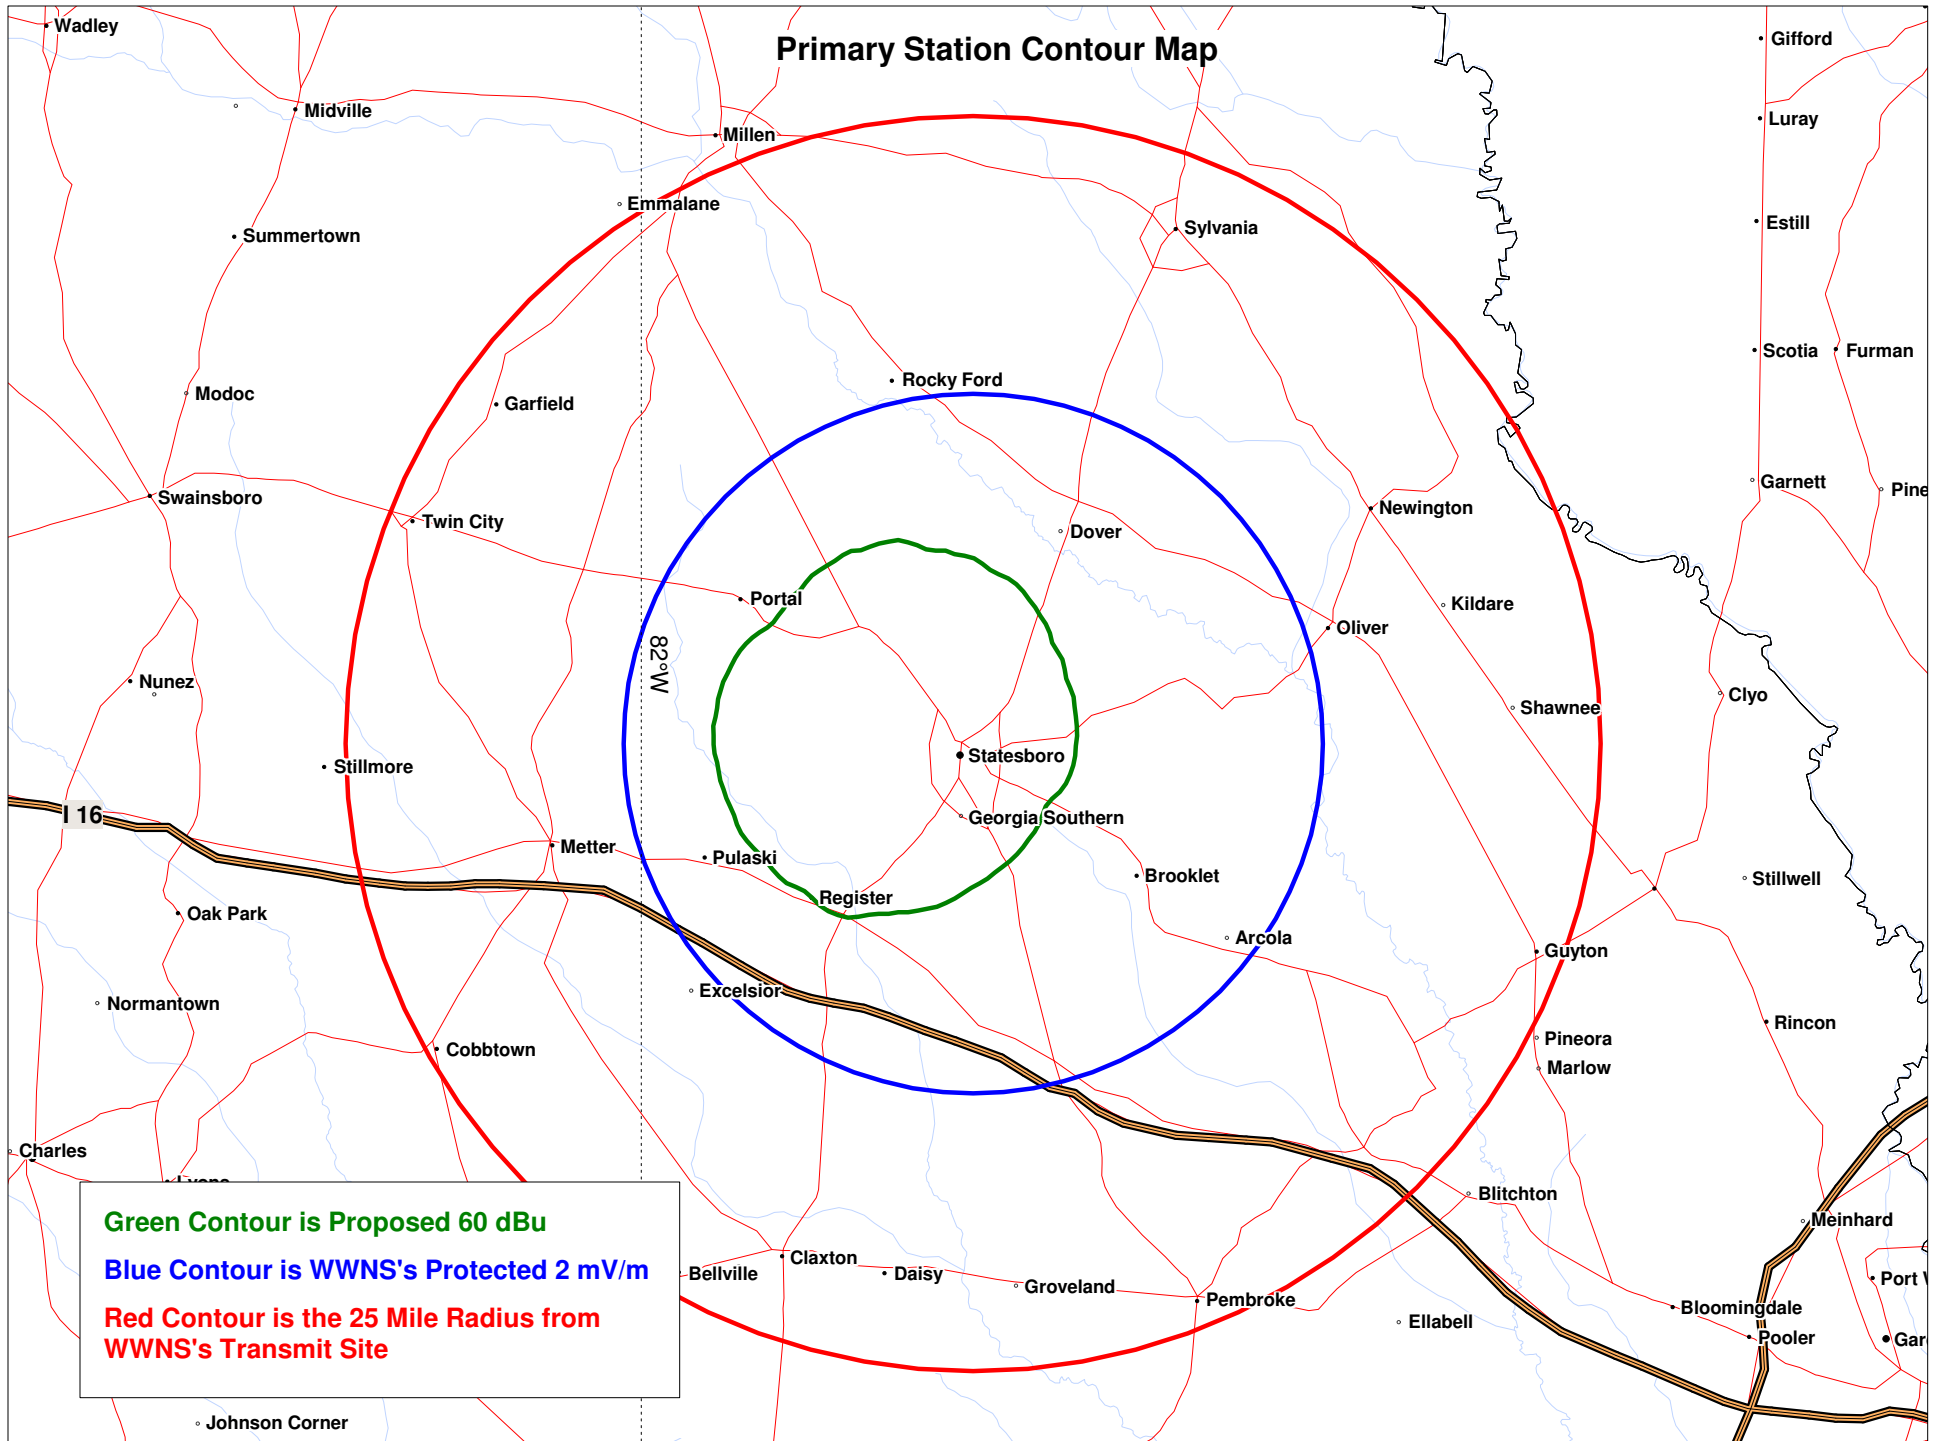 Primary Station Contour Map
Wadley
Gifford
Midville
Luray
Millen
Emmalane
Estill
Sylvania
Summertown
Scotia
Furman
Rocky Ford
Modoc
Garfield
Garnett
Pine
Swainsboro
Newington
Twin City
Dover
Portal
Kildare
Oliver
82°W
Nunez
Clyo
Shawnee
Statesboro
Stillmore
I 16
Georgia Southern
Metter
Pulaski
Brooklet
Stillwell
Register
Oak Park
Arcola
Guyton
Excelsior
Normantown
Rincon
Pineora
Cobbtown
Marlow
Charles
Lyons
Blitchton
Meinhard
Green Contour is Proposed 60 dBu
Blue Contour is WWNS's Protected 2 mV/m
Red Contour is the 25 Mile Radius from
WWNS's Transmit Site
Claxton
Bellville
Daisy
Groveland
Port
Pembroke
Bloomingdale
Ellabell
Pooler
Gar
Johnson Corner